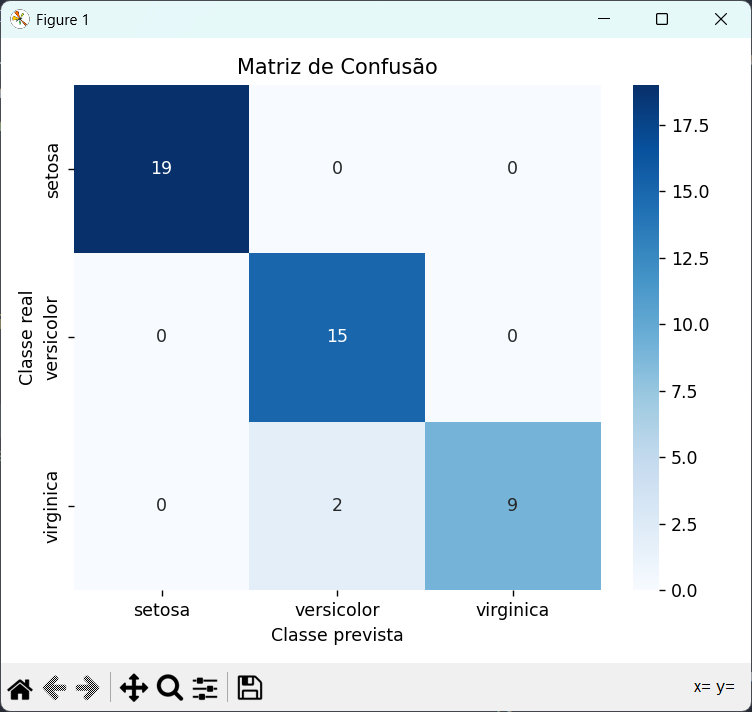 Figure 1
Matriz de Confusão
setosa
19 0 0
versicolor
0 15 0
virginica
0 2 9
Classe real
setosa versicolor virginica
Classe prevista
17.5
15.0
12.5
10.0
7.5
5.0
2.5
0.0
x= y=